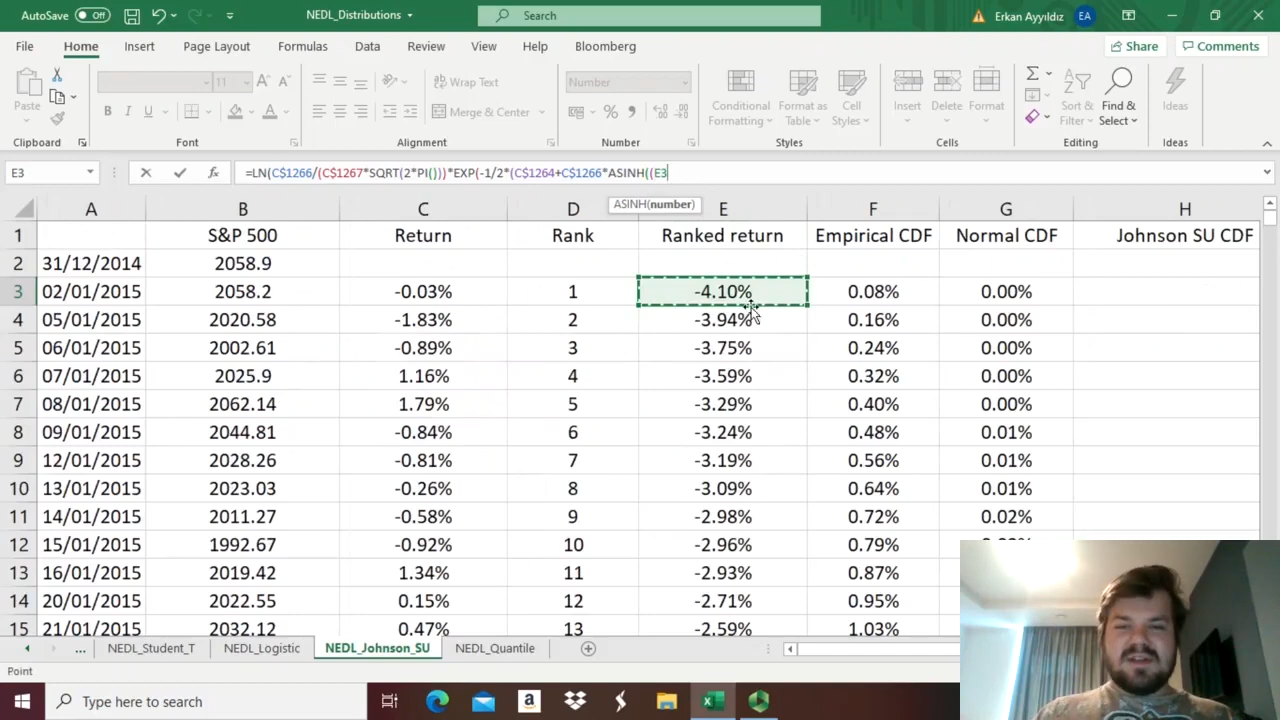 AutoSave Off NEDL_Distributions Search Erkan Ayyıldız EA
File Home Insert Page Layout Formulas Data Review View Help Bloomberg Share Comments
Paste 11 Wrap Text Number Conditional Format as Cell Insert Delete Format Sort & Find & Ideas
B I U Merge & Center Formatting Table Styles Filter Select
Clipboard Font Alignment Number Styles Cells Editing Ideas
E3 =LN(C$1266/(C$1267*SQRT(2*PI()))*EXP(-1/2*(C$1264+C$1266*ASINH((E3
ASINH(number)
A B C D E F G H
1 S&P 500 Return Rank Ranked return Empirical CDF Normal CDF Johnson SU CDF
2 31/12/2014 2058.9
3 02/01/2015 2058.2 -0.03% 1 -4.10% 0.08% 0.00%
4 05/01/2015 2020.58 -1.83% 2 -3.94% 0.16% 0.00%
5 06/01/2015 2002.61 -0.89% 3 -3.75% 0.24% 0.00%
6 07/01/2015 2025.9 1.16% 4 -3.59% 0.32% 0.00%
7 08/01/2015 2062.14 1.79% 5 -3.29% 0.40% 0.00%
8 09/01/2015 2044.81 -0.84% 6 -3.24% 0.48% 0.01%
9 12/01/2015 2028.26 -0.81% 7 -3.19% 0.56% 0.01%
10 13/01/2015 2023.03 -0.26% 8 -3.09% 0.64% 0.01%
11 14/01/2015 2011.27 -0.58% 9 -2.98% 0.72% 0.02%
12 15/01/2015 1992.67 -0.92% 10 -2.96% 0.79%
13 16/01/2015 2019.42 1.34% 11 -2.93% 0.87%
14 20/01/2015 2022.55 0.15% 12 -2.71% 0.95%
15 21/01/2015 2032.12 0.47% 13 -2.59% 1.03%
... NEDL_Student_T NEDL_Logistic NEDL_Johnson_SU NEDL_Quantile
Point
Type here to search